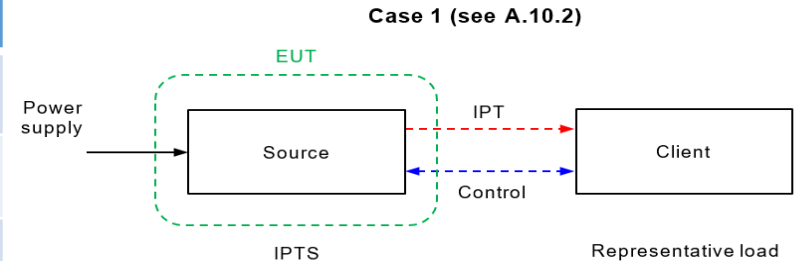 Case 1 (see A.10.2)
EUT
Power
supply
Source
IPT
Control
Client
IPTS
Representative load